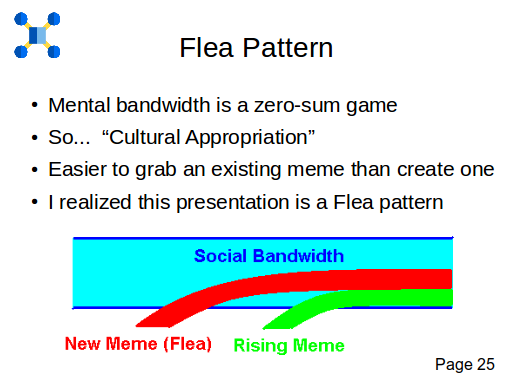 Flea Pattern
• Mental bandwidth is a zero-sum game
• So... “Cultural Appropriation”
• Easier to grab an existing meme than create one
• I realized this presentation is a Flea pattern
Social Bandwidth
New Meme (Flea) Rising Meme
Page 25